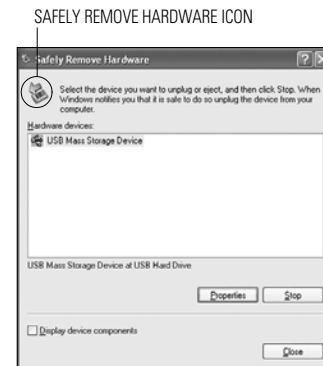 SAFELY REMOVE HARDWARE ICON
Safely Remove Hardware
Select the device you want to unplug or eject, and then click Stop. When
Windows notifies you that it is safe to do so unplug the device from your
computer.
Hardware devices:
USB Mass Storage Device
USB Mass Storage Device at USB Hard Drive
Properties Stop
Display device components
Close